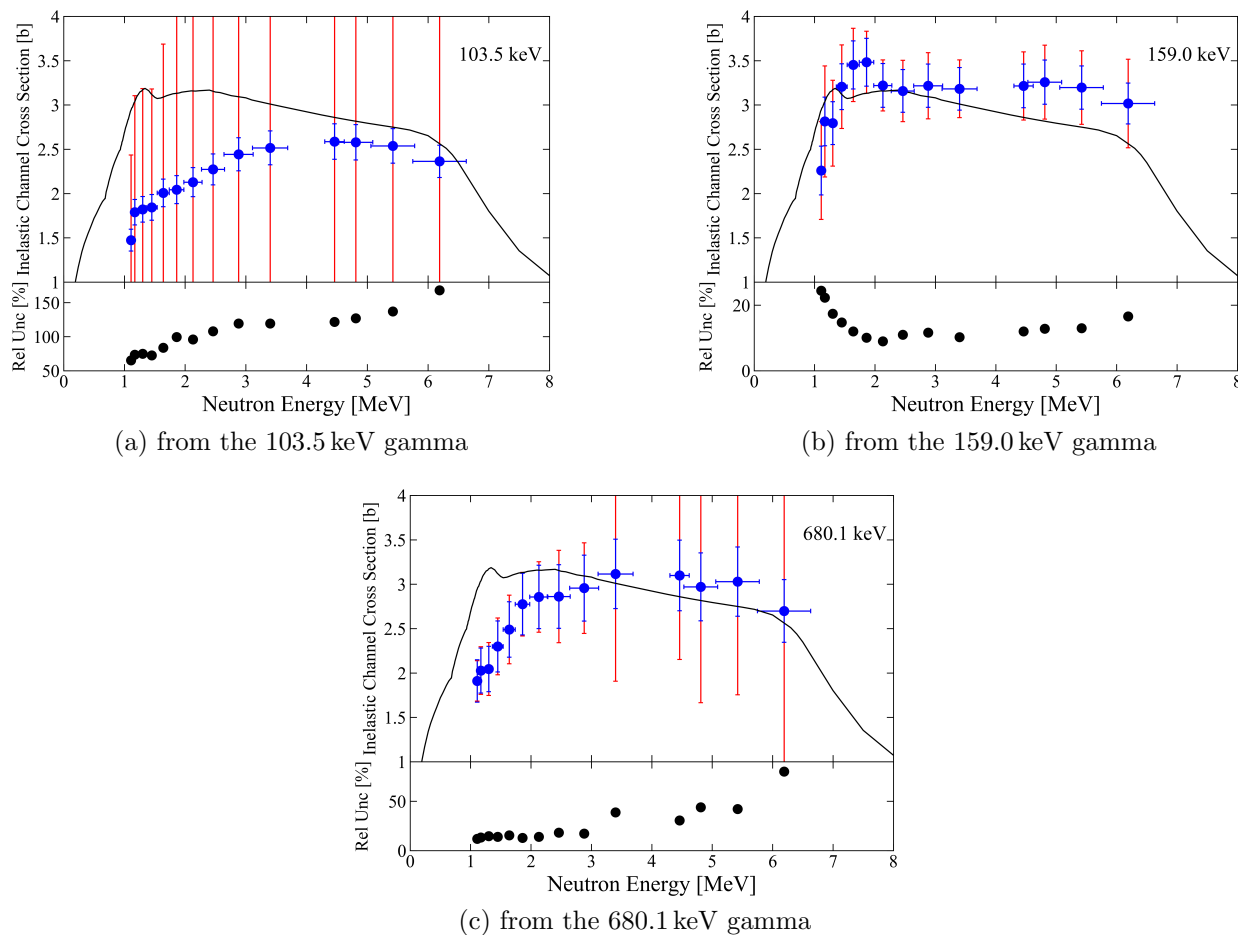 Inelastic Channel Cross Section [b]
4
3.5
3
2.5
2
1.5
1
103.5 keV
Rel Unc [%]
150
100
50
0 1 2 3 4 5 6 7 8
Neutron Energy [MeV]
(a) from the 103.5 keV gamma
Inelastic Channel Cross Section [b]
4
3.5
3
2.5
2
1.5
1
159.0 keV
Rel Unc [%]
20
0
0 1 2 3 4 5 6 7 8
Neutron Energy [MeV]
(b) from the 159.0 keV gamma
Inelastic Channel Cross Section [b]
4
3.5
3
2.5
2
1.5
1
680.1 keV
Rel Unc [%]
50
0
0 1 2 3 4 5 6 7 8
Neutron Energy [MeV]
(c) from the 680.1 keV gamma